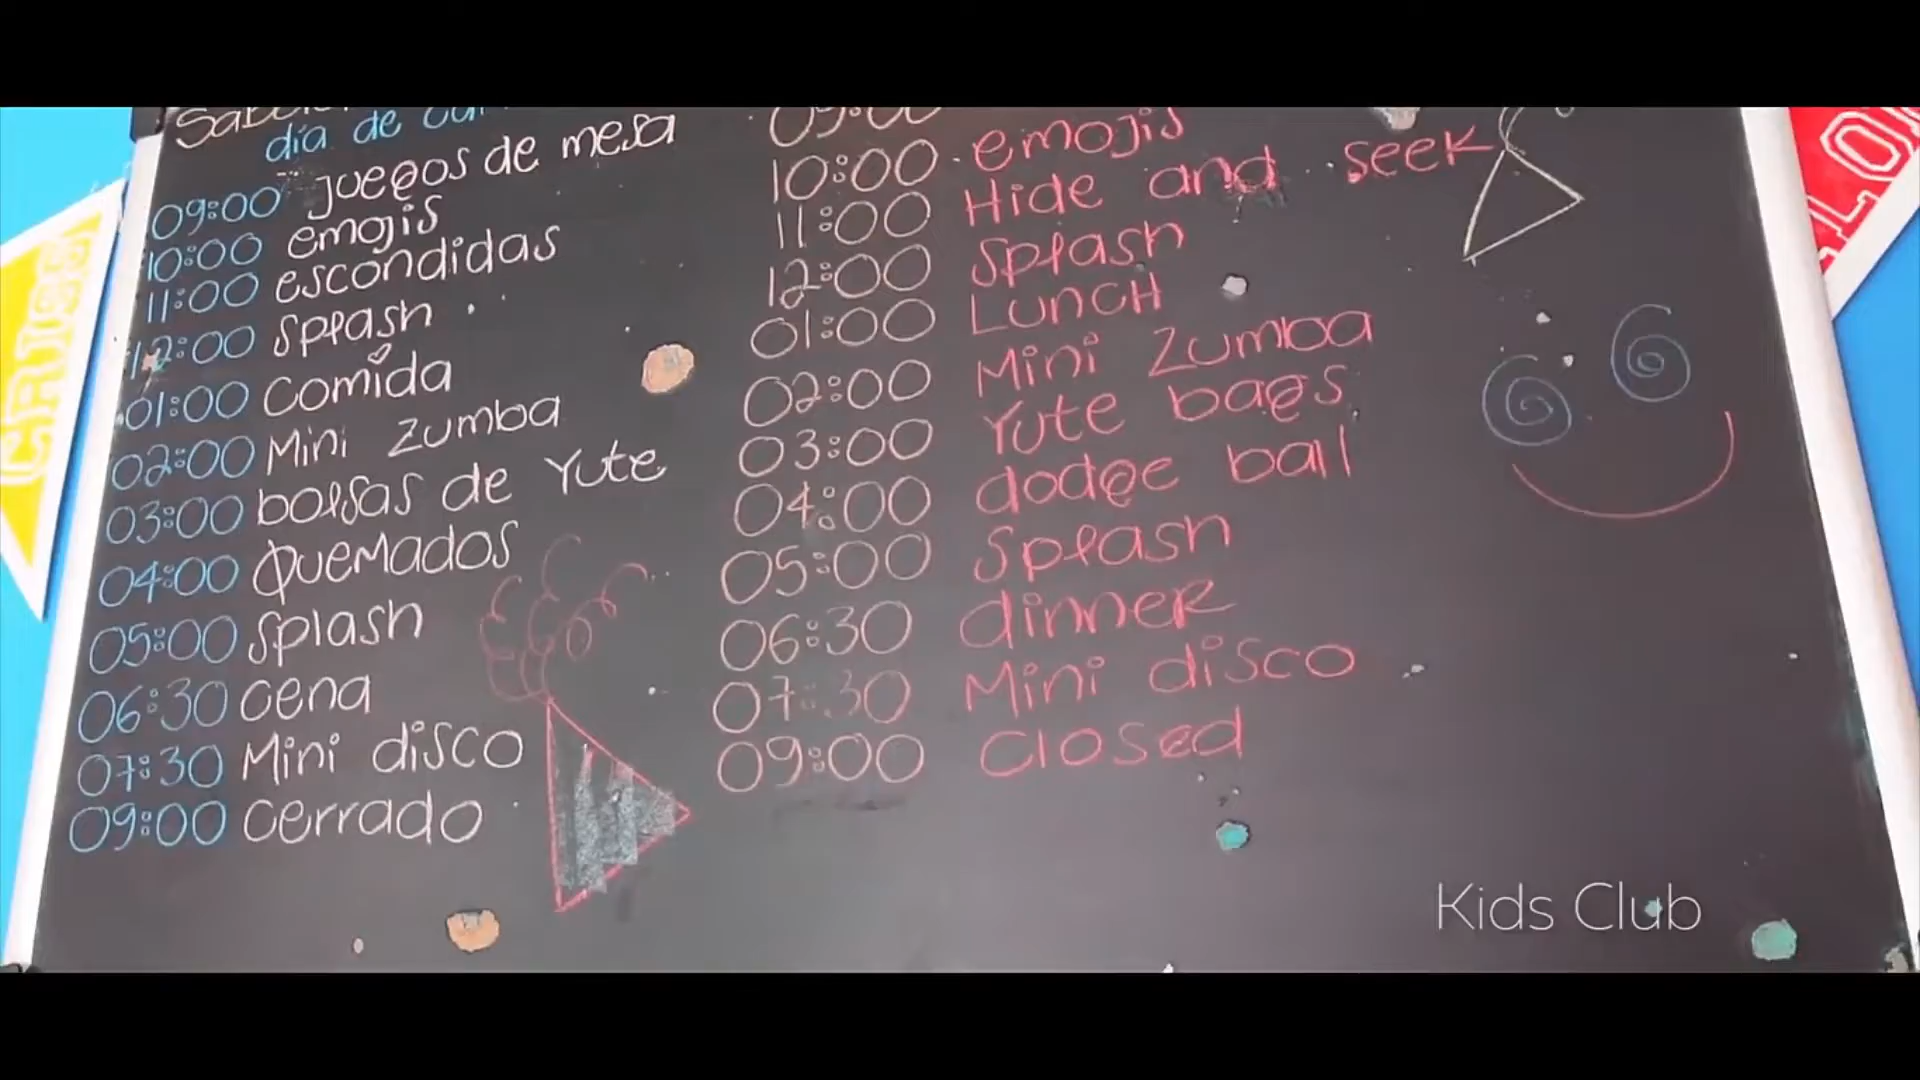 día de
09:00 juegos de mesa
10:00 emojis
11:00 escondidas
12:00 splash
01:00 comida
02:00 Mini Zumba
03:00 bolsas de Yute
04:00 QueMados
05:00 splash
06:30 cena
07:30 Mini disco
09:00 cerrado
09:00
10:00 emojis
11:00 Hide and seek
12:00 splash
01:00 LUNCH
02:00 Mini Zumba
03:00 Yute bags
04:00 dodge ball
05:00 splash
06:30 dinner
07:30 Mini disco
09:00 closed
Kids Club